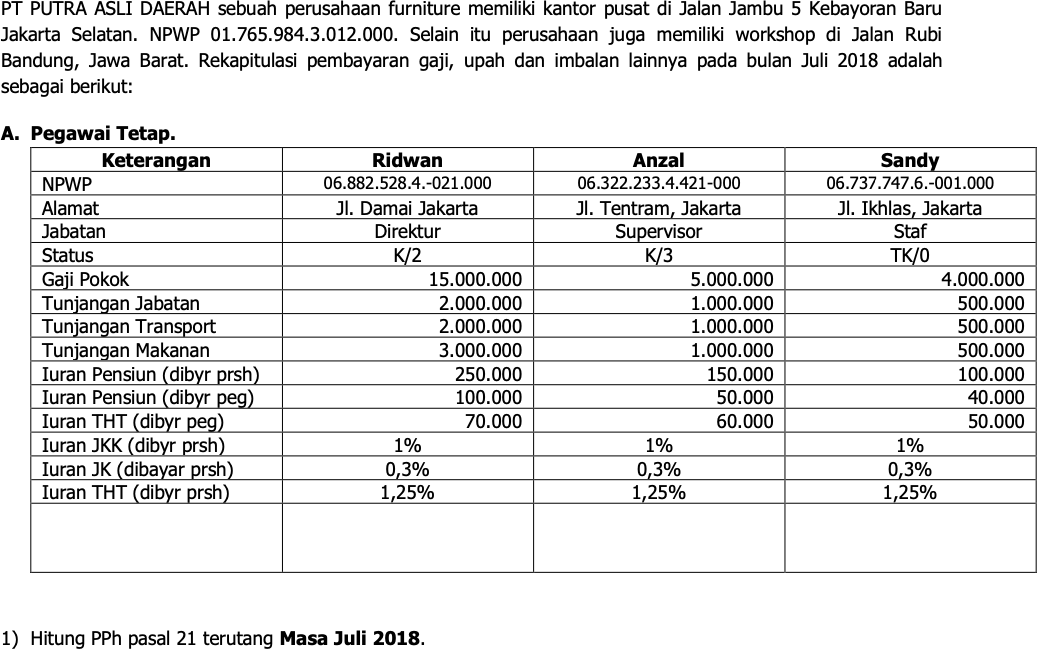 PT PUTRA ASLI DAERAH sebuah perusahaan furniture memiliki kantor pusat di Jalan Jambu 5 Kebayoran Baru
Jakarta Selatan. NPWP 01.765.984.3.012.000. Selain itu perusahaan juga memiliki workshop di Jalan Rubi
Bandung, Jawa Barat. Rekapitulasi pembayaran gaji, upah dan imbalan lainnya pada bulan Juli 2018 adalah
sebagai berikut:
A. Pegawai Tetap.
Keterangan Ridwan Anzal Sandy
NPWP 06.882.528.4.-021.000 06.322.233.4.421-000 06.737.747.6.-001.000
Alamat Jl. Damai Jakarta Jl. Tentram, Jakarta Jl. Ikhlas, Jakarta
Jabatan Direktur Supervisor Staf
Status K/2 K/3 TK/0
Gaji Pokok 15.000.000 5.000.000 4.000.000
Tunjangan Jabatan 2.000.000 1.000.000 500.000
Tunjangan Transport 2.000.000 1.000.000 500.000
Tunjangan Makanan 3.000.000 1.000.000 500.000
Iuran Pensiun (dibyr prsh) 250.000 150.000 100.000
Iuran Pensiun (dibyr peg) 100.000 50.000 40.000
Iuran THT (dibyr peg) 70.000 60.000 50.000
Iuran JKK (dibyr prsh) 1% 1% 1%
Iuran JK (dibayar prsh) 0,3% 0,3% 0,3%
Iuran THT (dibyr prsh) 1,25% 1,25% 1,25%
1) Hitung PPh pasal 21 terutang Masa Juli 2018.